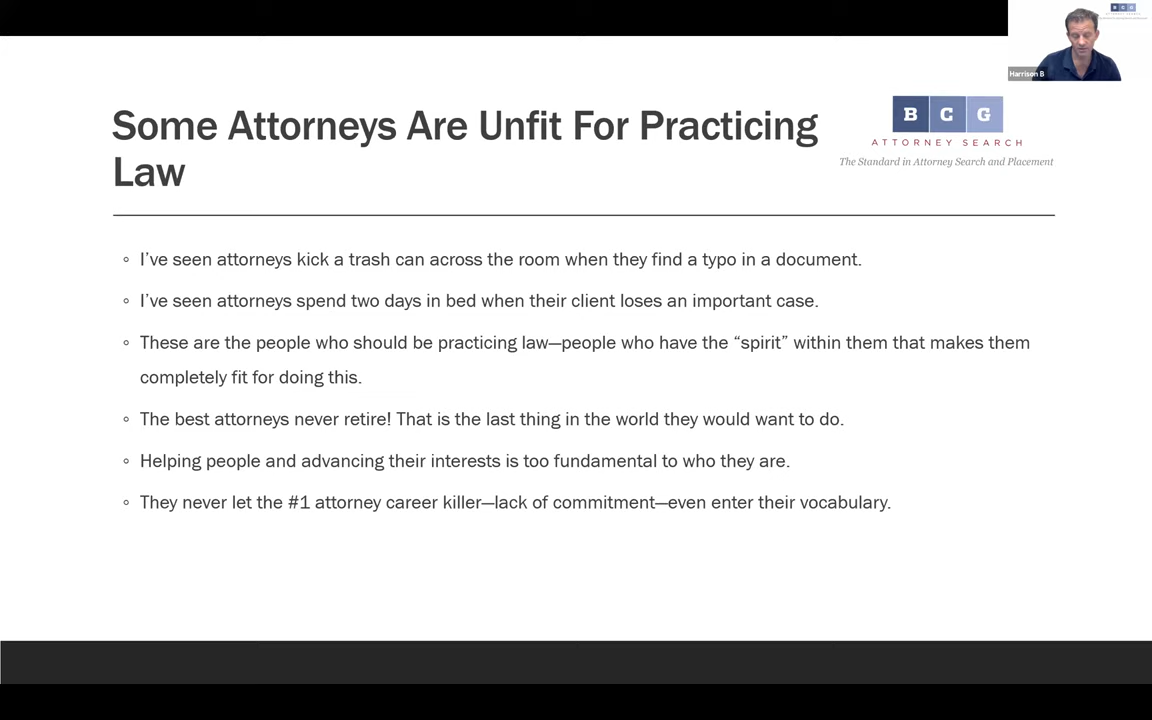 Harrison B
Some Attorneys Are Unfit For Practicing
Law
B C G
ATTORNEY SEARCH
The Standard in Attorney Search and Placement
◦ I’ve seen attorneys kick a trash can across the room when they find a typo in a document.
◦ I’ve seen attorneys spend two days in bed when their client loses an important case.
◦ These are the people who should be practicing law—people who have the “spirit” within them that makes them
completely fit for doing this.
◦ The best attorneys never retire! That is the last thing in the world they would want to do.
◦ Helping people and advancing their interests is too fundamental to who they are.
◦ They never let the #1 attorney career killer—lack of commitment—even enter their vocabulary.